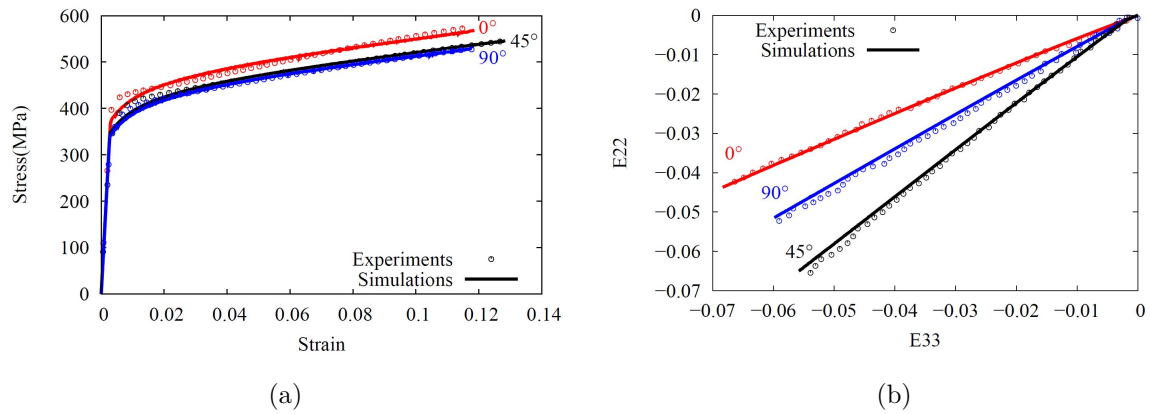 600
500
400
300
200
100
0
Stress(MPa)
0°
45°
90°
Experiments
Simulations
0 0.02 0.04 0.06 0.08 0.1 0.12 0.14
Strain
(a)
0
−0.01
−0.02
−0.03
−0.04
−0.05
−0.06
−0.07
E22
Experiments
Simulations
0°
90°
45°
−0.07 −0.06 −0.05 −0.04 −0.03 −0.02 −0.01 0
E33
(b)